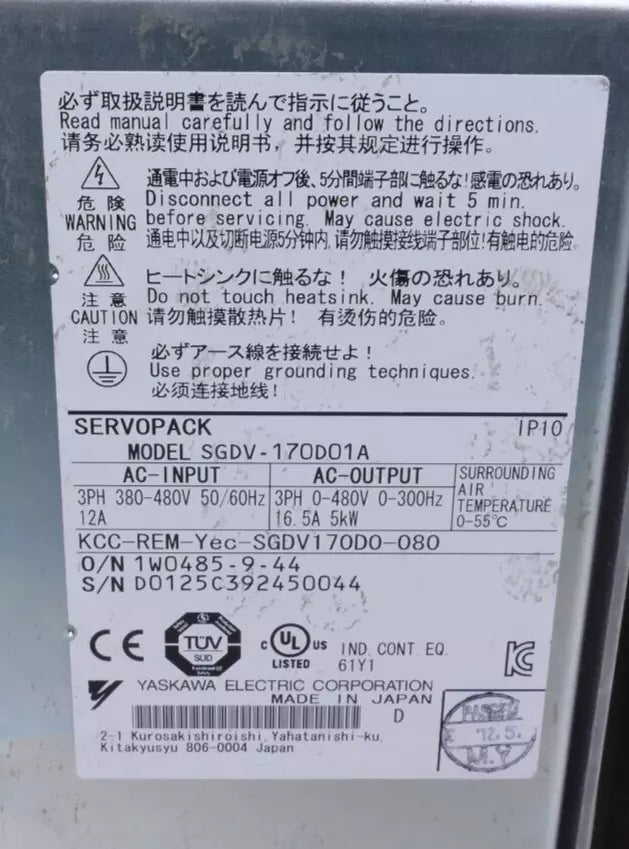 必ず取扱説明書を読んで指示に従うこと。
Read manual carefully and follow the directions.
请务必熟读使用说明书，并按其规定进行操作。
危険
WARNING
危险
通電中および電源オフ後、5分間端子部に触るな!感電の恐れあり。
Disconnect all power and wait 5 min.
before servicing. May cause electric shock.
通电中以及切断电源5分钟内,请勿触摸接线端子部位!有触电的危险。
注意
CAUTION
注意
ヒートシンクに触るな! 火傷の恐れあり。
Do not touch heatsink. May cause burn.
请勿触摸散热片! 有烫伤的危险。
必ずアース線を接続せよ!
Use proper grounding techniques.
必须连接地线!
SERVOPACK IP10
MODEL SGDV-170D01A
AC-INPUT
3PH 380-480V 50/60Hz
12A
AC-OUTPUT
3PH 0-480V 0-300Hz
16.5A 5kW
SURROUNDING
AIR
TEMPERATURE
0-55℃
KCC-REM-Yec-SGDV170D0-080
O/N 1W0485-9-44
S/N D0125C392450044
CE
TÜV
SÜD
c UL US
LISTED
IND. CONT. EQ.
61Y1
YASKAWA ELECTRIC CORPORATION
MADE IN JAPAN
D
2-1 Kurosakishiroishi, Yahatanishi-ku,
Kitakyusyu 806-0004 Japan
PASSED
'12.5.
M.Y